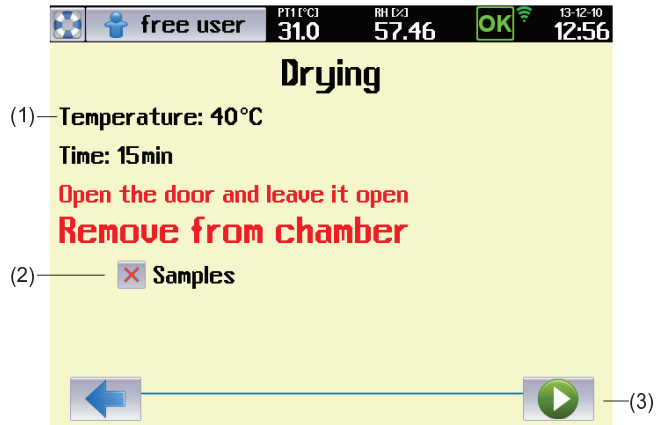 free user
PT1[°C]
31.0
RH[%]
57.46
OK
13-12-10
12:56
Drying
(1)
Temperature: 40°C
Time: 15min
Open the door and leave it open
Remove from chamber
(2)
Samples
(3)